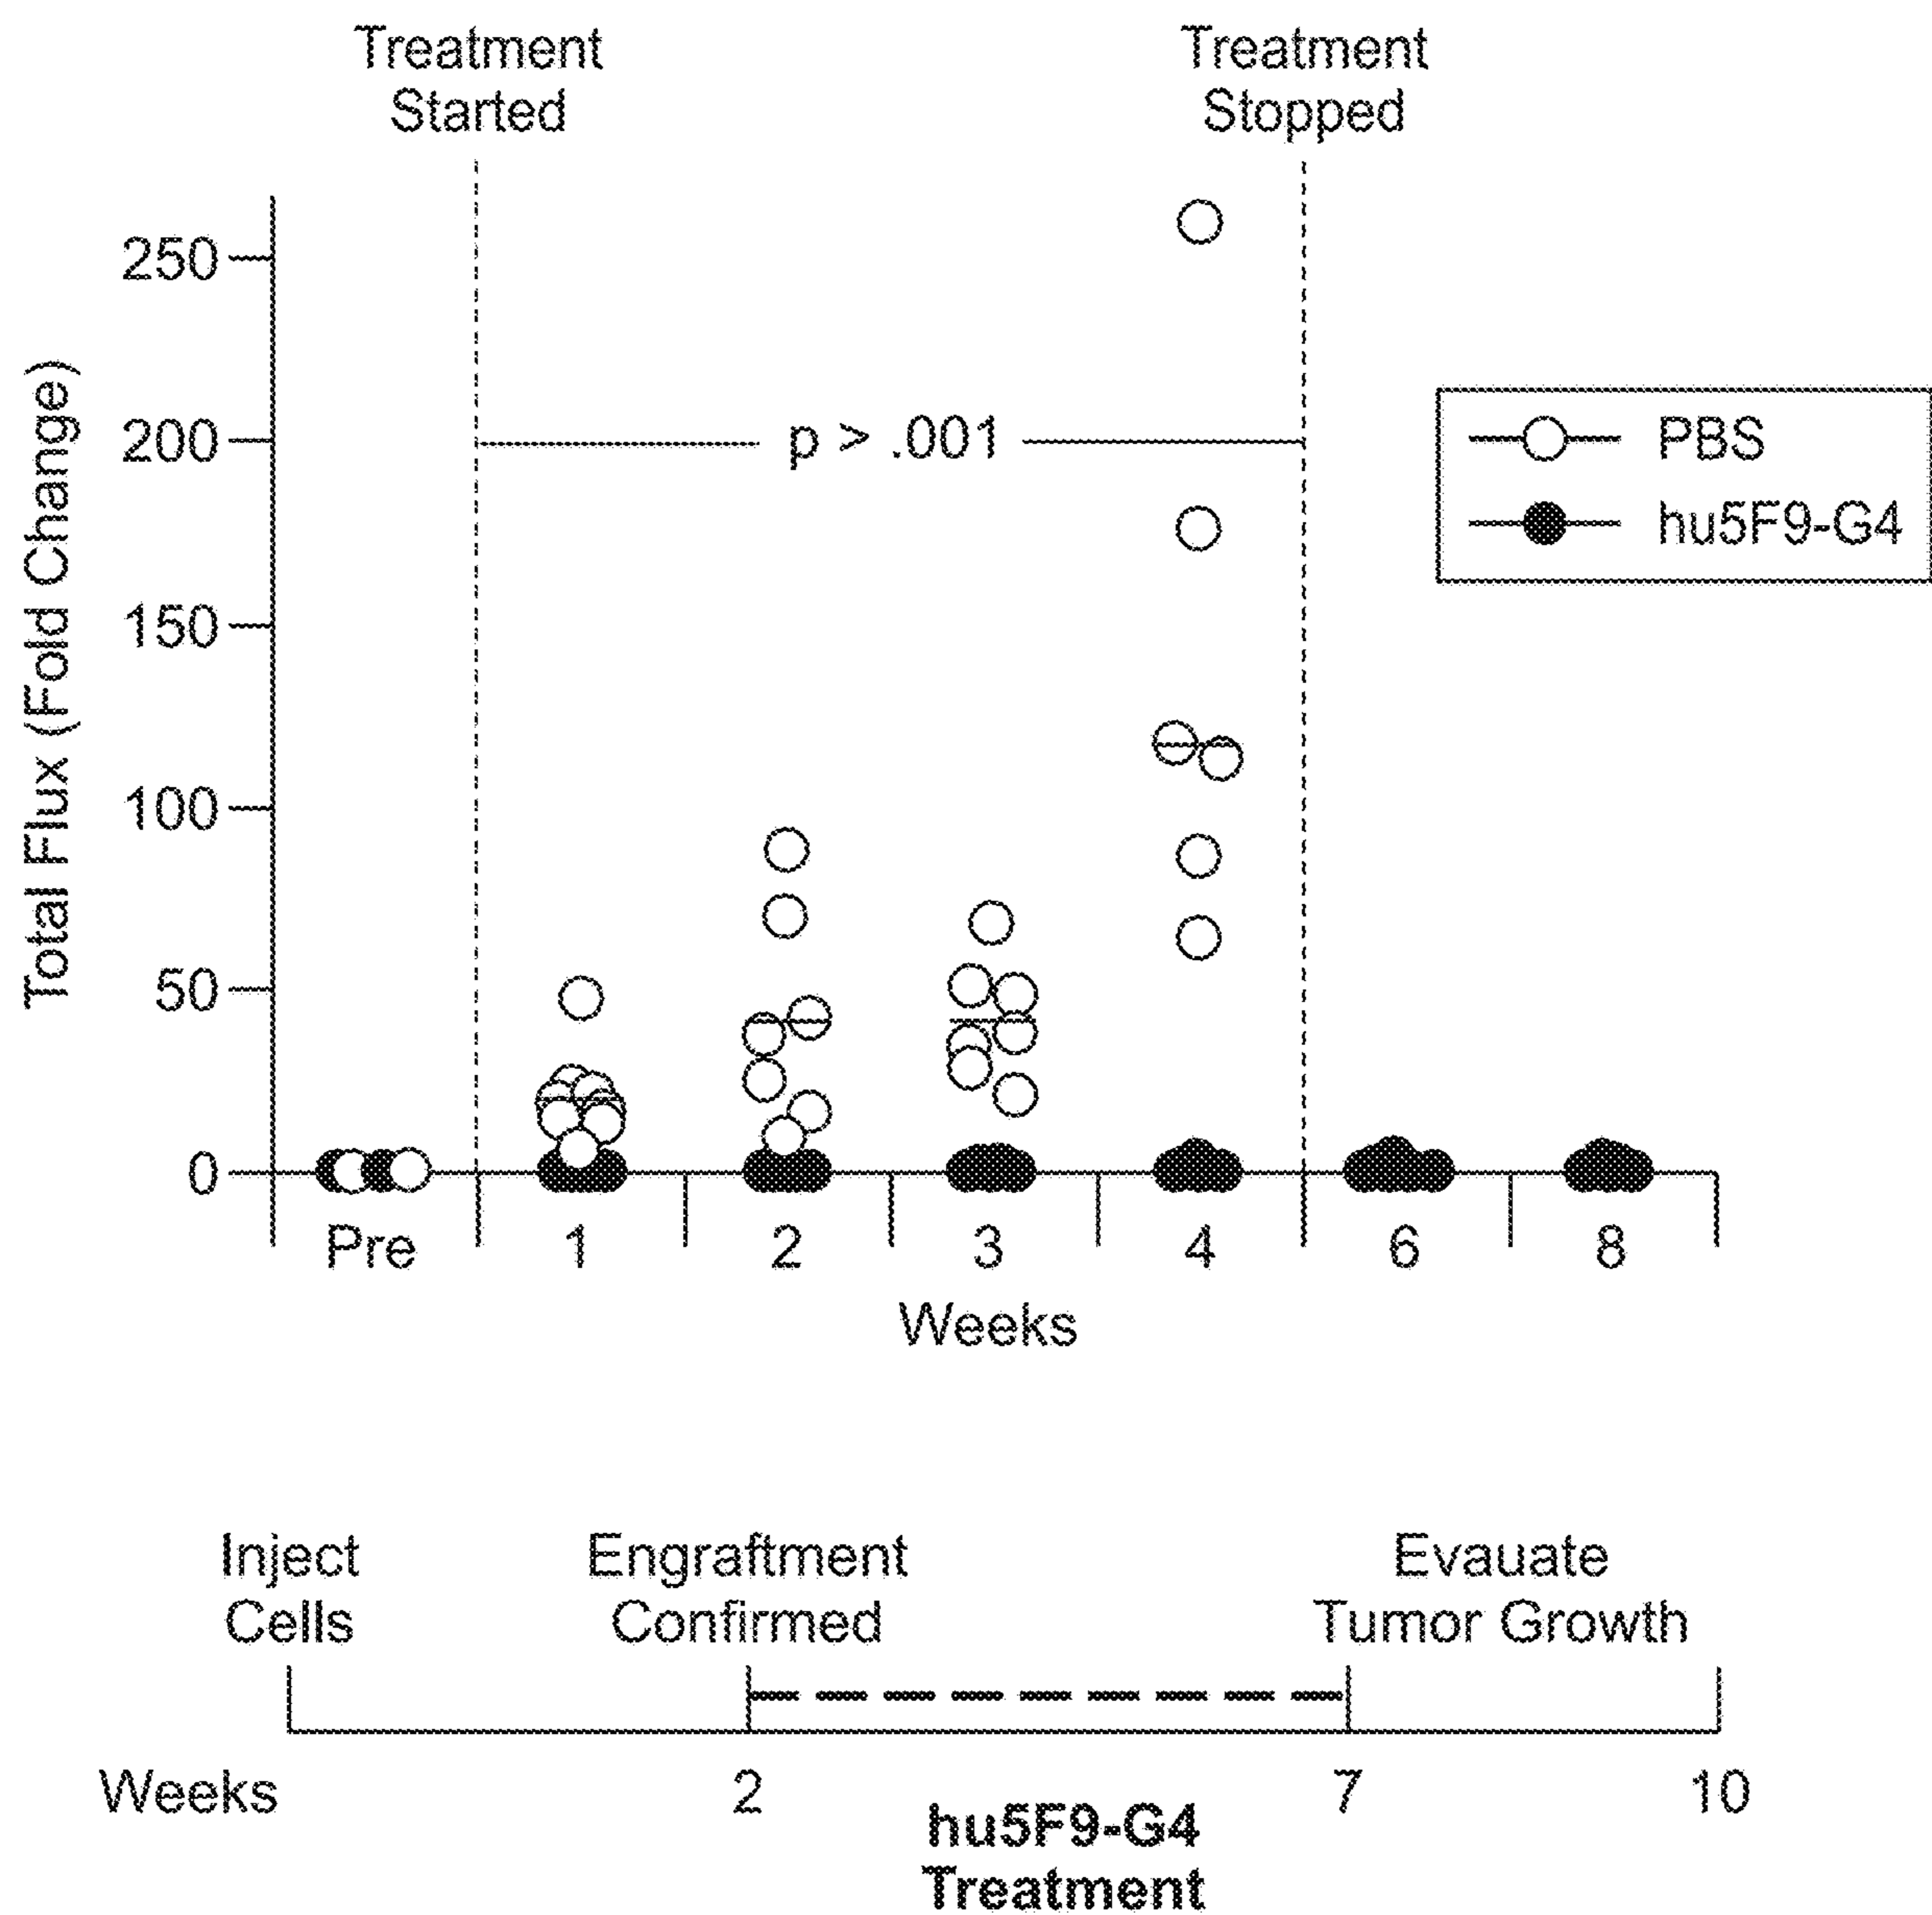 Treatment
Started
Treatment
Stopped
Total Flux (Fold Change)
250
200
150
100
50
0
p > .001
PBS
hu5F9-G4
Pre 1 2 3 4 6 8
Weeks
Inject
Cells
Engraftment
Confirmed
Evauate
Tumor Growth
Weeks 2 7 10
hu5F9-G4
Treatment